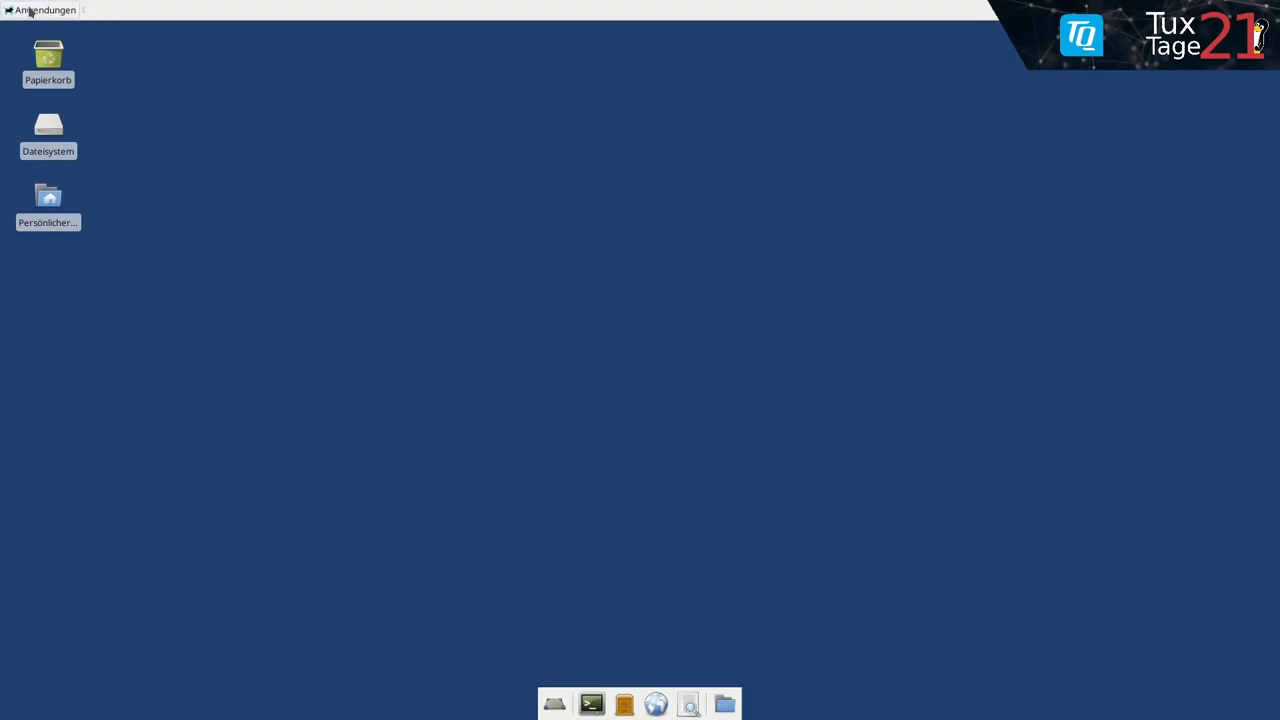 Anwendungen
TQ
Tux
Tage
21
Papierkorb
Dateisystem
Persönlicher...